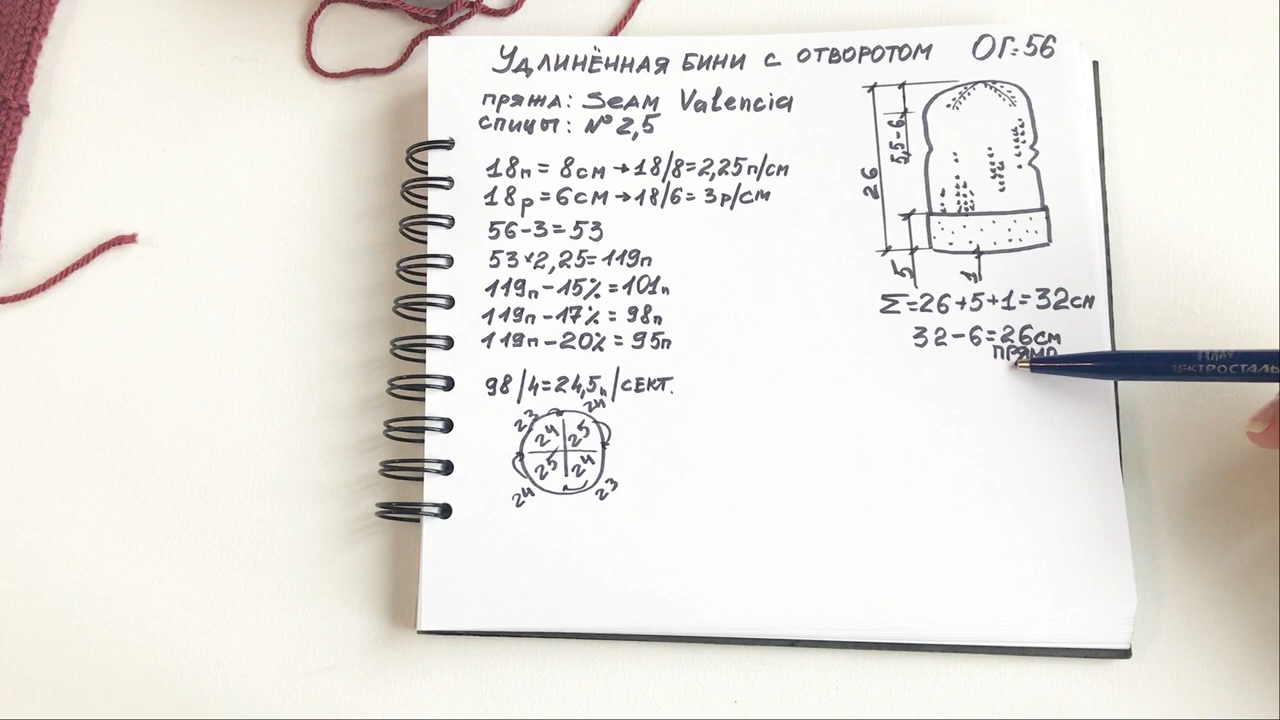 Удлинённая бини с отворотом ОГ=56
пряжа: Seam Valencia
спицы: №2,5
18п = 8см → 18/8=2,25п/см
18р = 6см → 18/6= 3р/см
56-3=53
53×2,25=119п
119п-15%=101п
119п-17%= 98п
119п-20%= 95п
98/4=24,5п/СЕКТ.
23 24
24 25
25 24
24 23
5,5-6
26
5
1
Σ=26+5+1=32см
32-6=26см
ПРЯМО
ЭЛЕКТРОСТАЛЬ